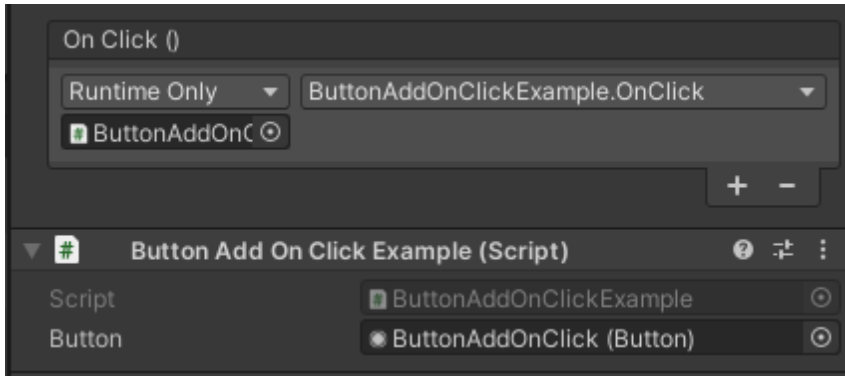 On Click ()
Runtime Only ButtonAddOnClickExample.OnClick
ButtonAddOnC
Button Add On Click Example (Script)
Script ButtonAddOnClickExample
Button ButtonAddOnClick (Button)